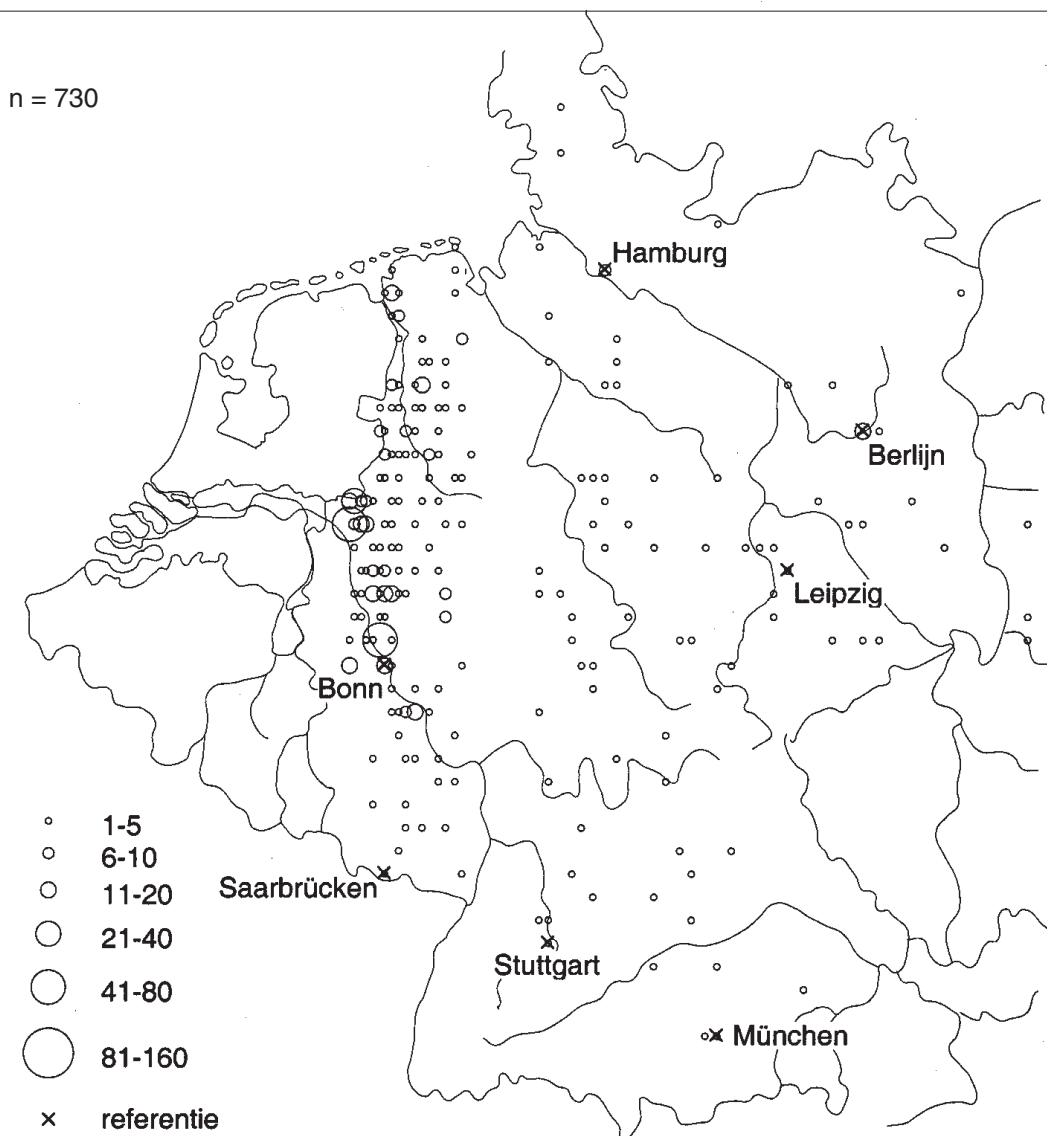 n = 730
Hamburg
Berlijn
Leipzig
Bonn
1-5
6-10
11-20
21-40
41-80
81-160
referentie
Saarbrücken
Stuttgart
München